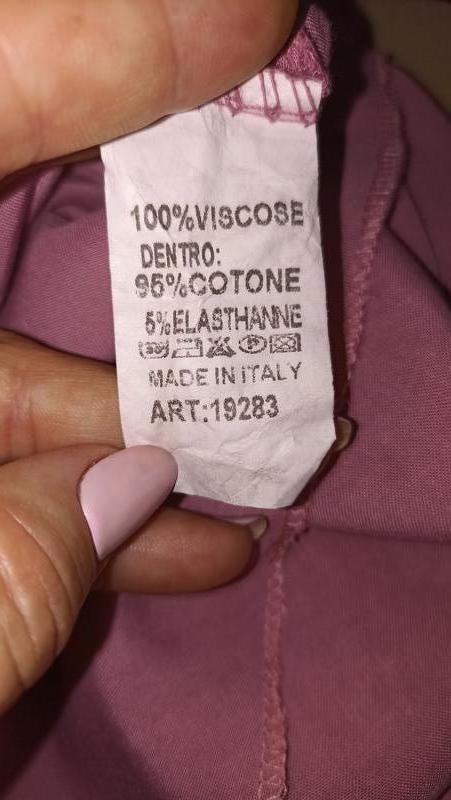 100%VISCOSE
DENTRO:
95%COTONE
5%ELASTHANNE
MADE IN ITALY
ART:19283